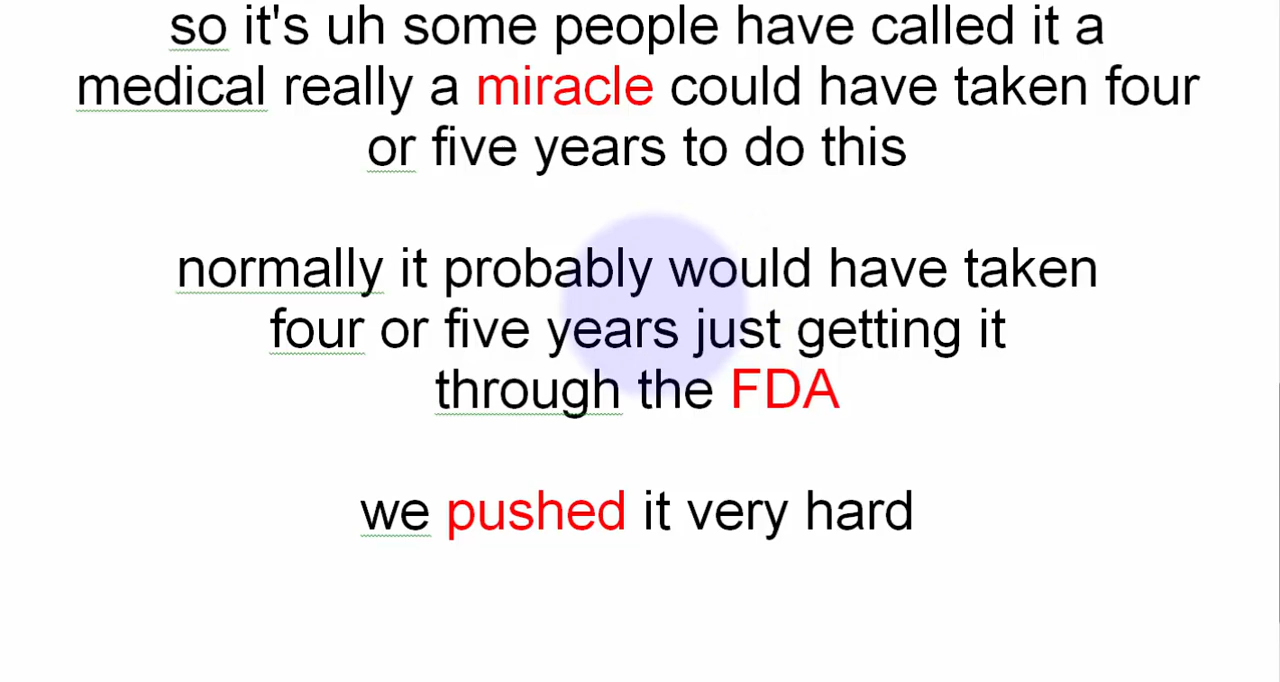 so it's uh some people have called it a
medical really a miracle could have taken four
or five years to do this
normally it probably would have taken
four or five years just getting it
through the FDA
we pushed it very hard